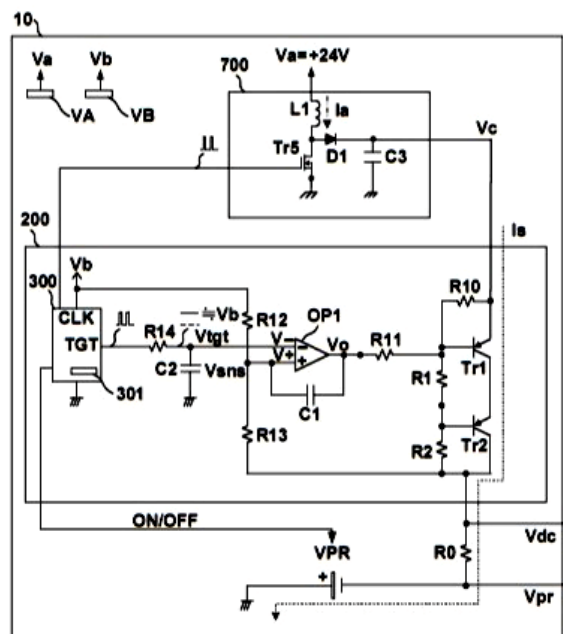 10
Va
Vb
VA
VB
Va=+24V
700
L1
Ia
Vc
Tr5
D1
C3
Is
200
Vb
300
CLK
TGT
301
R14
≒Vb
Vtgt
C2
Vsns
R12
OP1
V−
V+
−
+
Vo
C1
R13
R11
R10
R1
Tr1
R2
Tr2
ON/OFF
VPR
+
R0
Vdc
Vpr